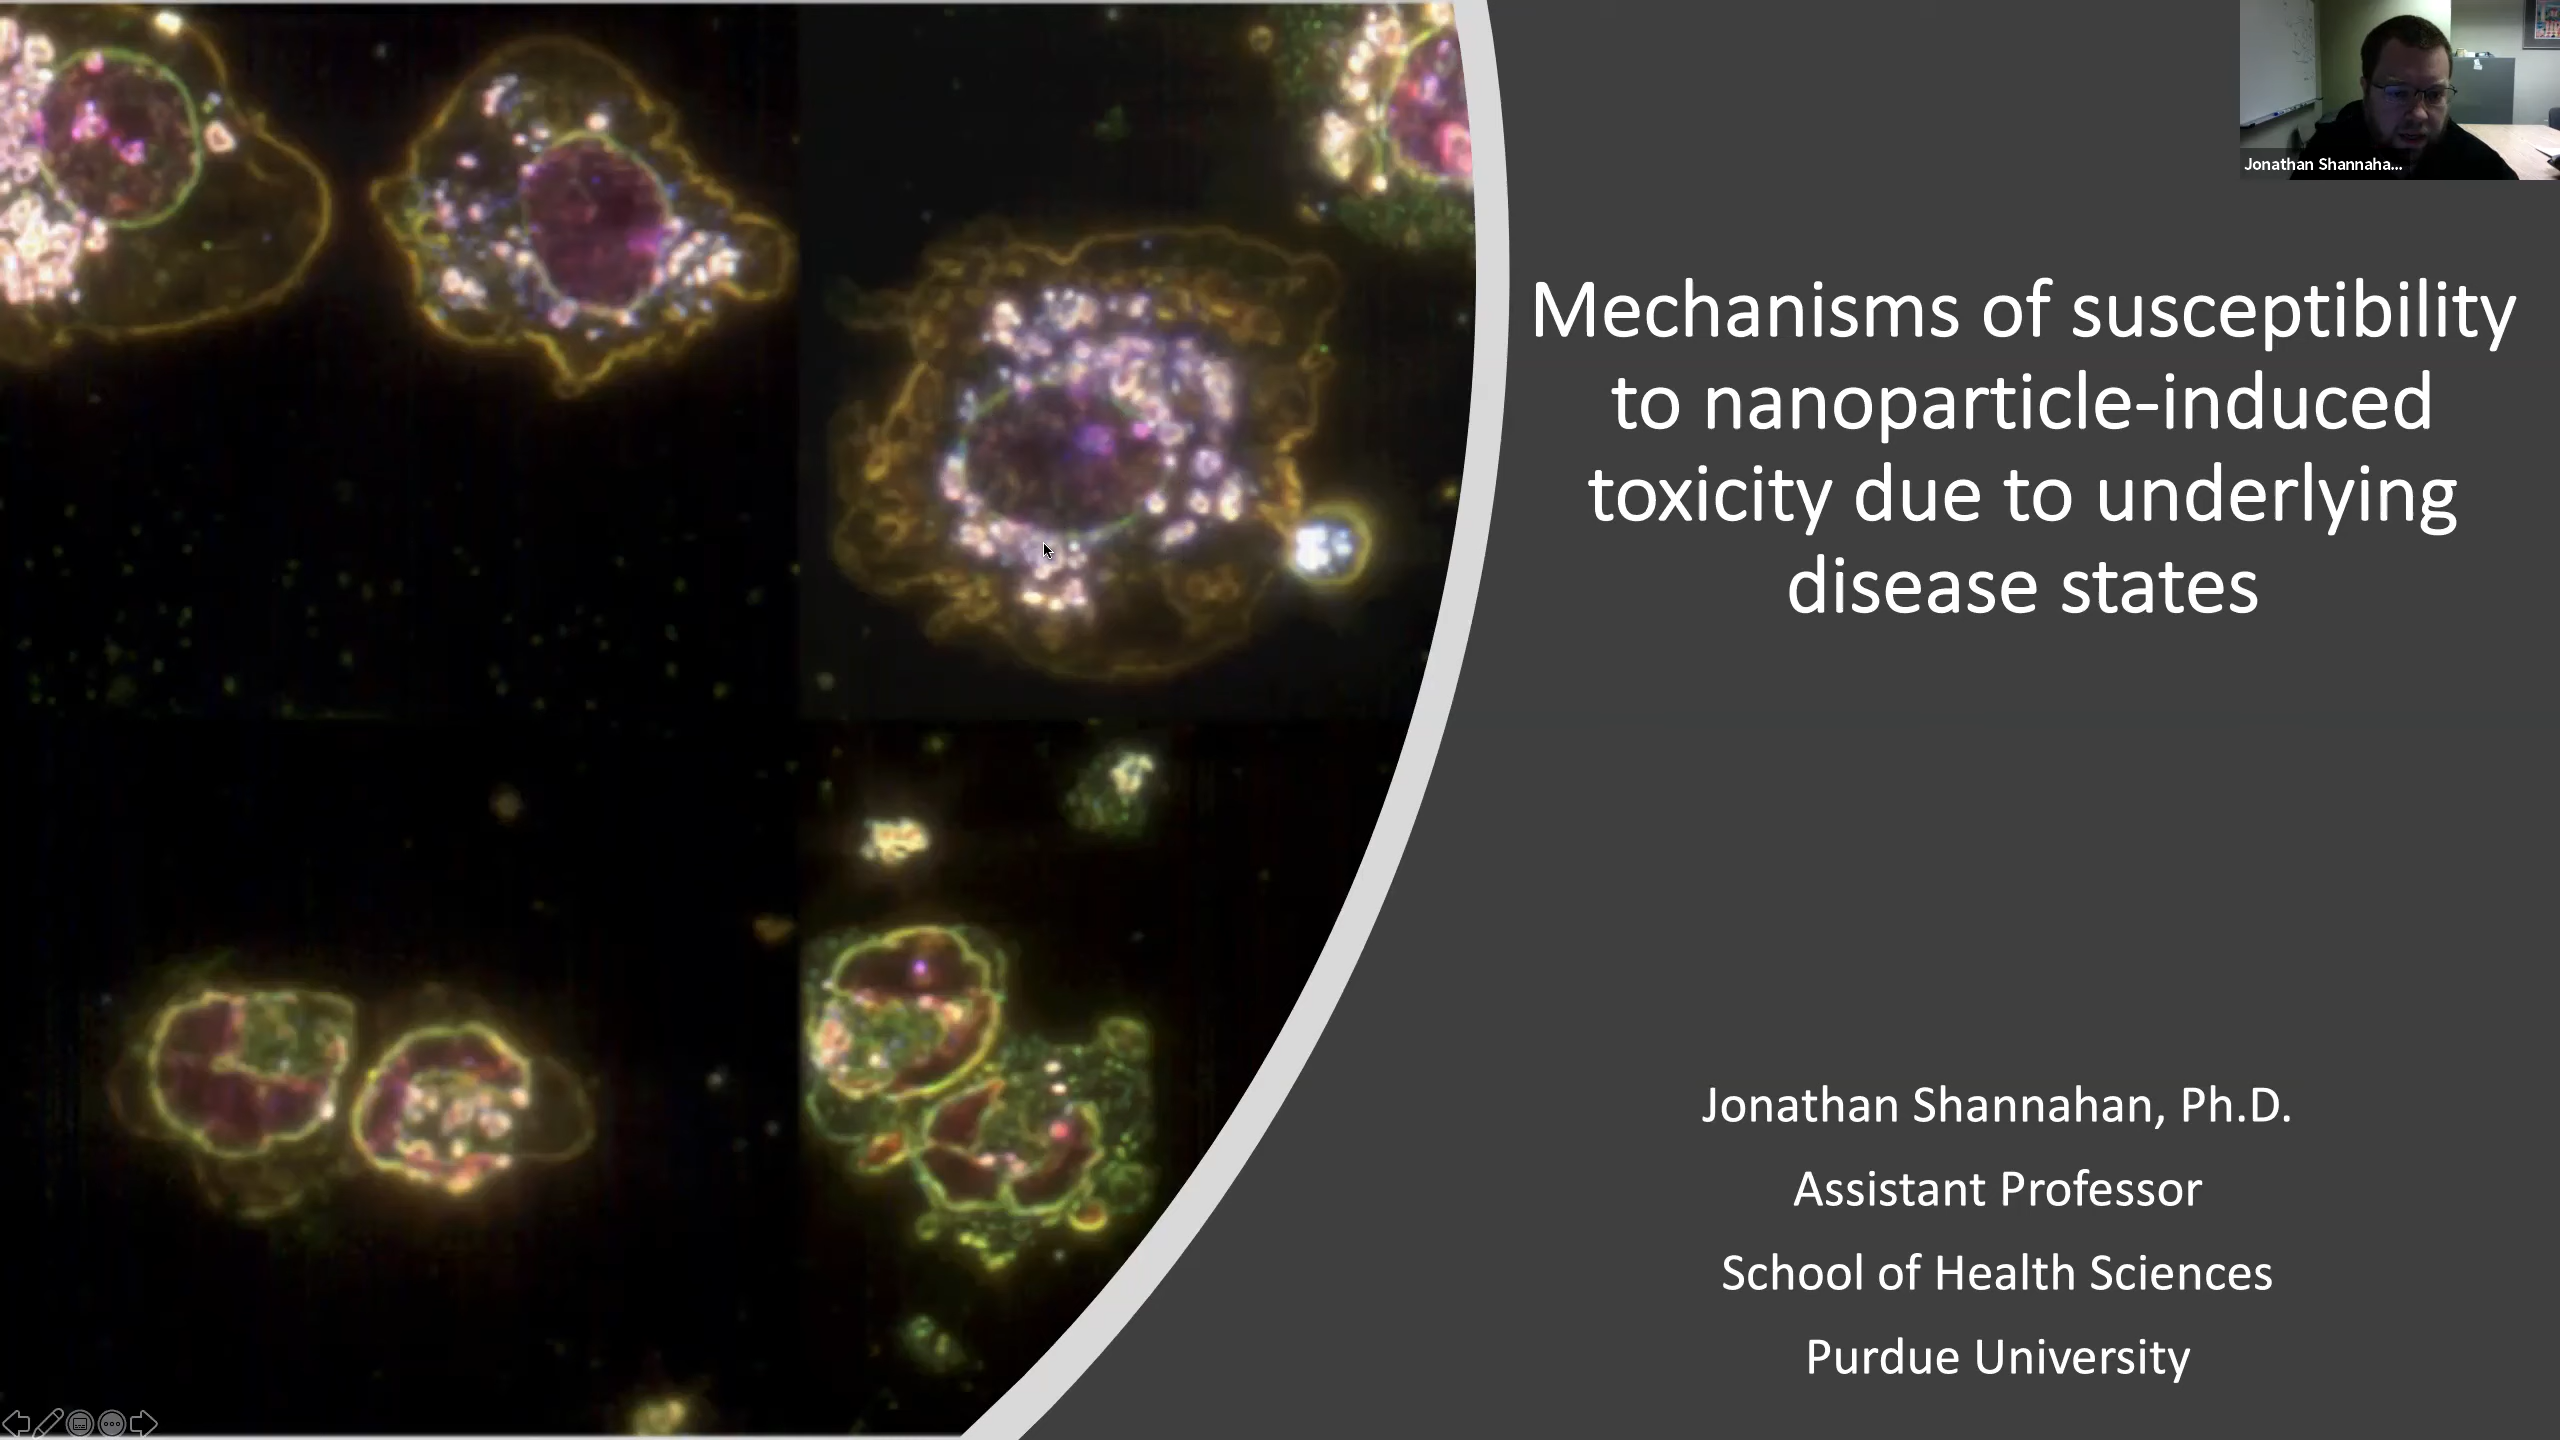 Jonathan Shannaha...
Mechanisms of susceptibility
to nanoparticle-induced
toxicity due to underlying
disease states
Jonathan Shannahan, Ph.D.
Assistant Professor
School of Health Sciences
Purdue University